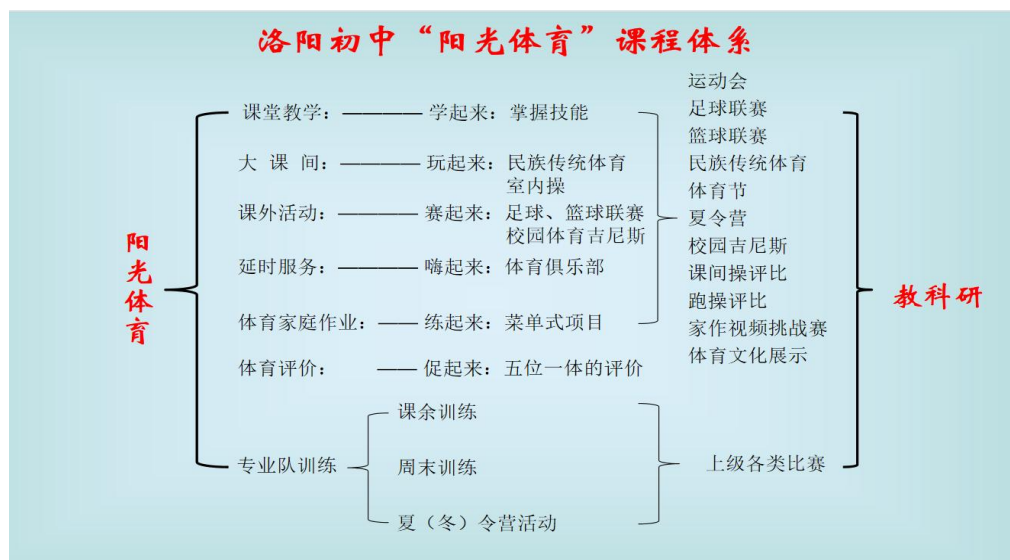 洛阳初中“阳光体育”课程体系
阳光体育
课堂教学：———— 学起来：掌握技能
大 课 间：———— 玩起来：民族传统体育
室内操
课外活动：———— 赛起来：足球、篮球联赛
校园体育吉尼斯
延时服务：———— 嗨起来：体育俱乐部
体育家庭作业：—— 练起来：菜单式项目
体育评价： —— 促起来：五位一体的评价
专业队训练
课余训练
周末训练
夏（冬）令营活动
运动会
足球联赛
篮球联赛
民族传统体育
体育节
夏令营
校园吉尼斯
课间操评比
跑操评比
家作视频挑战赛
体育文化展示
上级各类比赛
教科研